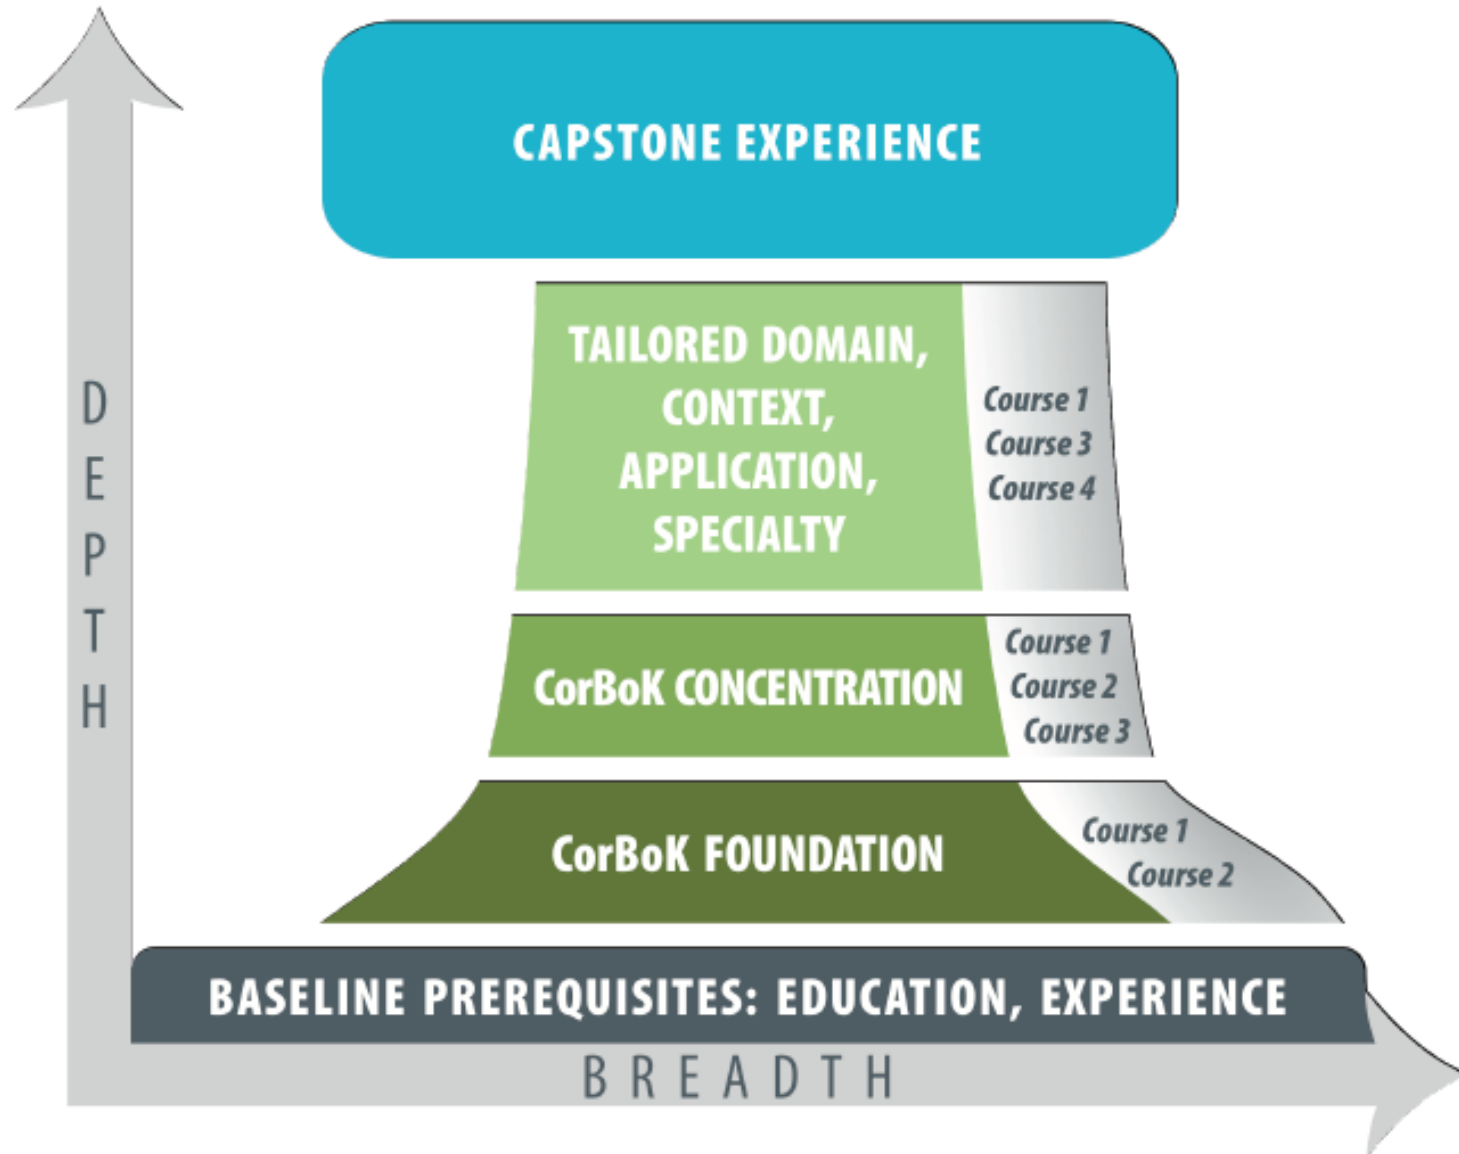 CAPSTONE EXPERIENCE
TAILORED DOMAIN,
CONTEXT,
APPLICATION,
SPECIALTY
Course 1
Course 3
Course 4
CorBoK CONCENTRATION
Course 1
Course 2
Course 3
CorBoK FOUNDATION
Course 1
Course 2
BASELINE PREREQUISITES: EDUCATION, EXPERIENCE
DEPTH
BREADTH